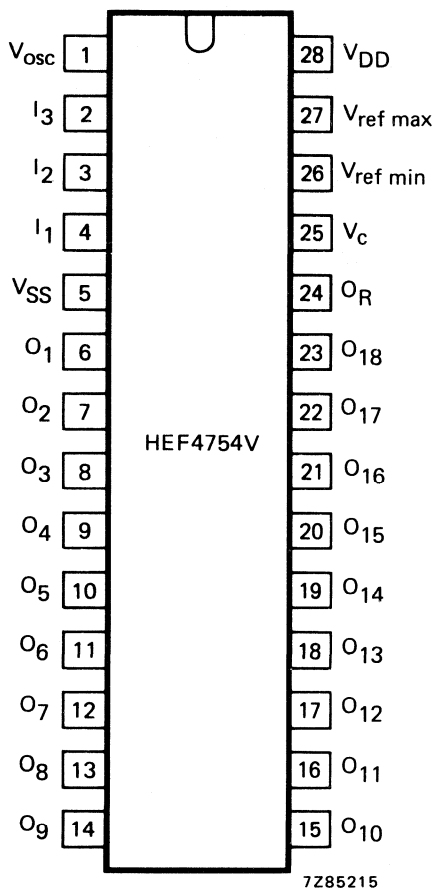 V_OSC 1 28 V_DD
I_3 2 27 V_ref max
I_2 3 26 V_ref min
I_1 4 25 V_c
V_SS 5 24 O_R
O_1 6 23 O_18
O_2 7 22 O_17
HEF4754V
O_3 8 21 O_16
O_4 9 20 O_15
O_5 10 19 O_14
O_6 11 18 O_13
O_7 12 17 O_12
O_8 13 16 O_11
O_9 14 15 O_10
7Z85215